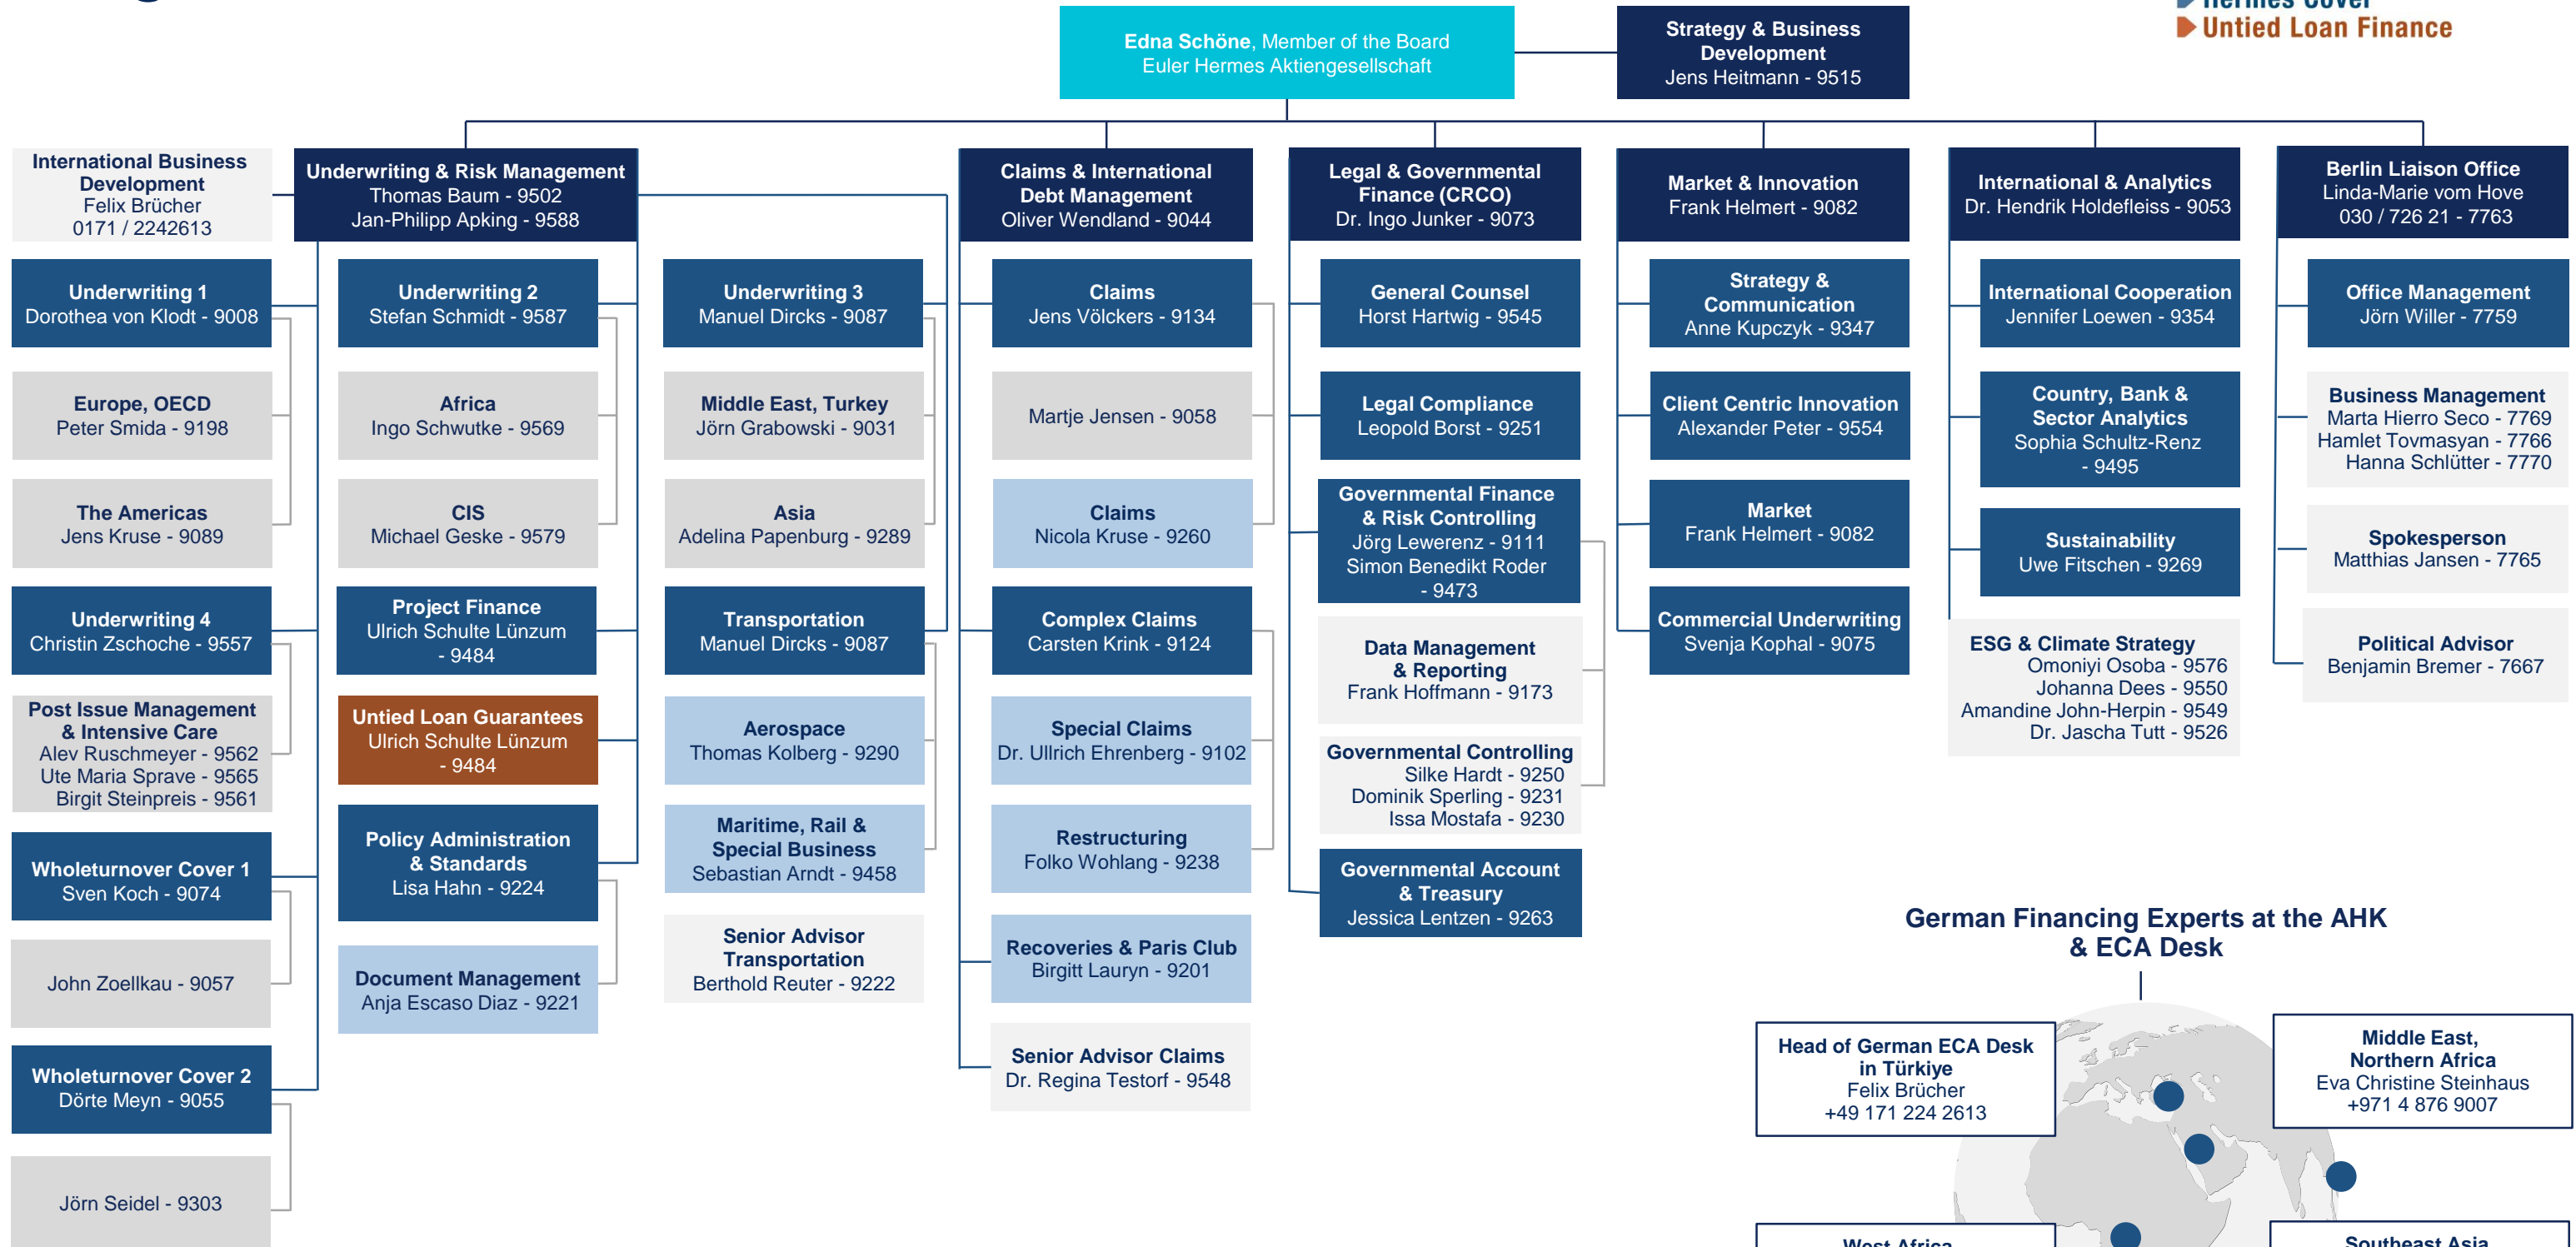 Hermes Cover
Untied Loan Finance
Edna Schöne, Member of the Board
Euler Hermes Aktiengesellschaft
Strategy & Business
Development
Jens Heitmann - 9515
International Business
Development
Felix Brücher
0171 / 2242613
Underwriting & Risk Management
Thomas Baum - 9502
Jan-Philipp Apking - 9588
Claims & International
Debt Management
Oliver Wendland - 9044
Legal & Governmental
Finance (CRCO)
Dr. Ingo Junker - 9073
Market & Innovation
Frank Helmert - 9082
International & Analytics
Dr. Hendrik Holdefleiss - 9053
Berlin Liaison Office
Linda-Marie vom Hove
030 / 726 21 - 7763
Underwriting 1
Dorothea von Klodt - 9008
Europe, OECD
Peter Smida - 9198
The Americas
Jens Kruse - 9089
Underwriting 4
Christin Zschoche - 9557
Post Issue Management
& Intensive Care
Alev Ruschmeyer - 9562
Ute Maria Sprave - 9565
Birgit Steinpreis - 9561
Wholeturnover Cover 1
Sven Koch - 9074
John Zoellkau - 9057
Wholeturnover Cover 2
Dörte Meyn - 9055
Jörn Seidel - 9303
Underwriting 2
Stefan Schmidt - 9587
Africa
Ingo Schwutke - 9569
CIS
Michael Geske - 9579
Project Finance
Ulrich Schulte Lünzum
- 9484
Untied Loan Guarantees
Ulrich Schulte Lünzum
- 9484
Policy Administration
& Standards
Lisa Hahn - 9224
Document Management
Anja Escaso Diaz - 9221
Underwriting 3
Manuel Dircks - 9087
Middle East, Turkey
Jörn Grabowski - 9031
Asia
Adelina Papenburg - 9289
Transportation
Manuel Dircks - 9087
Aerospace
Thomas Kolberg - 9290
Maritime, Rail &
Special Business
Sebastian Arndt - 9458
Senior Advisor
Transportation
Berthold Reuter - 9222
Claims
Jens Völckers - 9134
Martje Jensen - 9058
Claims
Nicola Kruse - 9260
Complex Claims
Carsten Krink - 9124
Special Claims
Dr. Ullrich Ehrenberg - 9102
Restructuring
Folko Wohlang - 9238
Recoveries & Paris Club
Birgitt Lauryn - 9201
Senior Advisor Claims
Dr. Regina Testorf - 9548
General Counsel
Horst Hartwig - 9545
Legal Compliance
Leopold Borst - 9251
Governmental Finance
& Risk Controlling
Jörg Lewerenz - 9111
Simon Benedikt Roder
- 9473
Data Management
& Reporting
Frank Hoffmann - 9173
Governmental Controlling
Silke Hardt - 9250
Dominik Sperling - 9231
Issa Mostafa - 9230
Governmental Account
& Treasury
Jessica Lentzen - 9263
Strategy &
Communication
Anne Kupczyk - 9347
Client Centric Innovation
Alexander Peter - 9554
Market
Frank Helmert - 9082
Commercial Underwriting
Svenja Kophal - 9075
International Cooperation
Jennifer Loewen - 9354
Country, Bank &
Sector Analytics
Sophia Schultz-Renz
- 9495
Sustainability
Uwe Fitschen - 9269
ESG & Climate Strategy
Omoniyi Osoba - 9576
Johanna Dees - 9550
Amandine John-Herpin - 9549
Dr. Jascha Tutt - 9526
Office Management
Jörn Willer - 7759
Business Management
Marta Hierro Seco - 7769
Hamlet Tovmasyan - 7766
Hanna Schlütter - 7770
Spokesperson
Matthias Jansen - 7765
Political Advisor
Benjamin Bremer - 7667
German Financing Experts at the AHK
& ECA Desk
Head of German ECA Desk
in Türkiye
Felix Brücher
+49 171 224 2613
Middle East,
Northern Africa
Eva Christine Steinhaus
+971 4 876 9007
West Africa
Southeast Asia